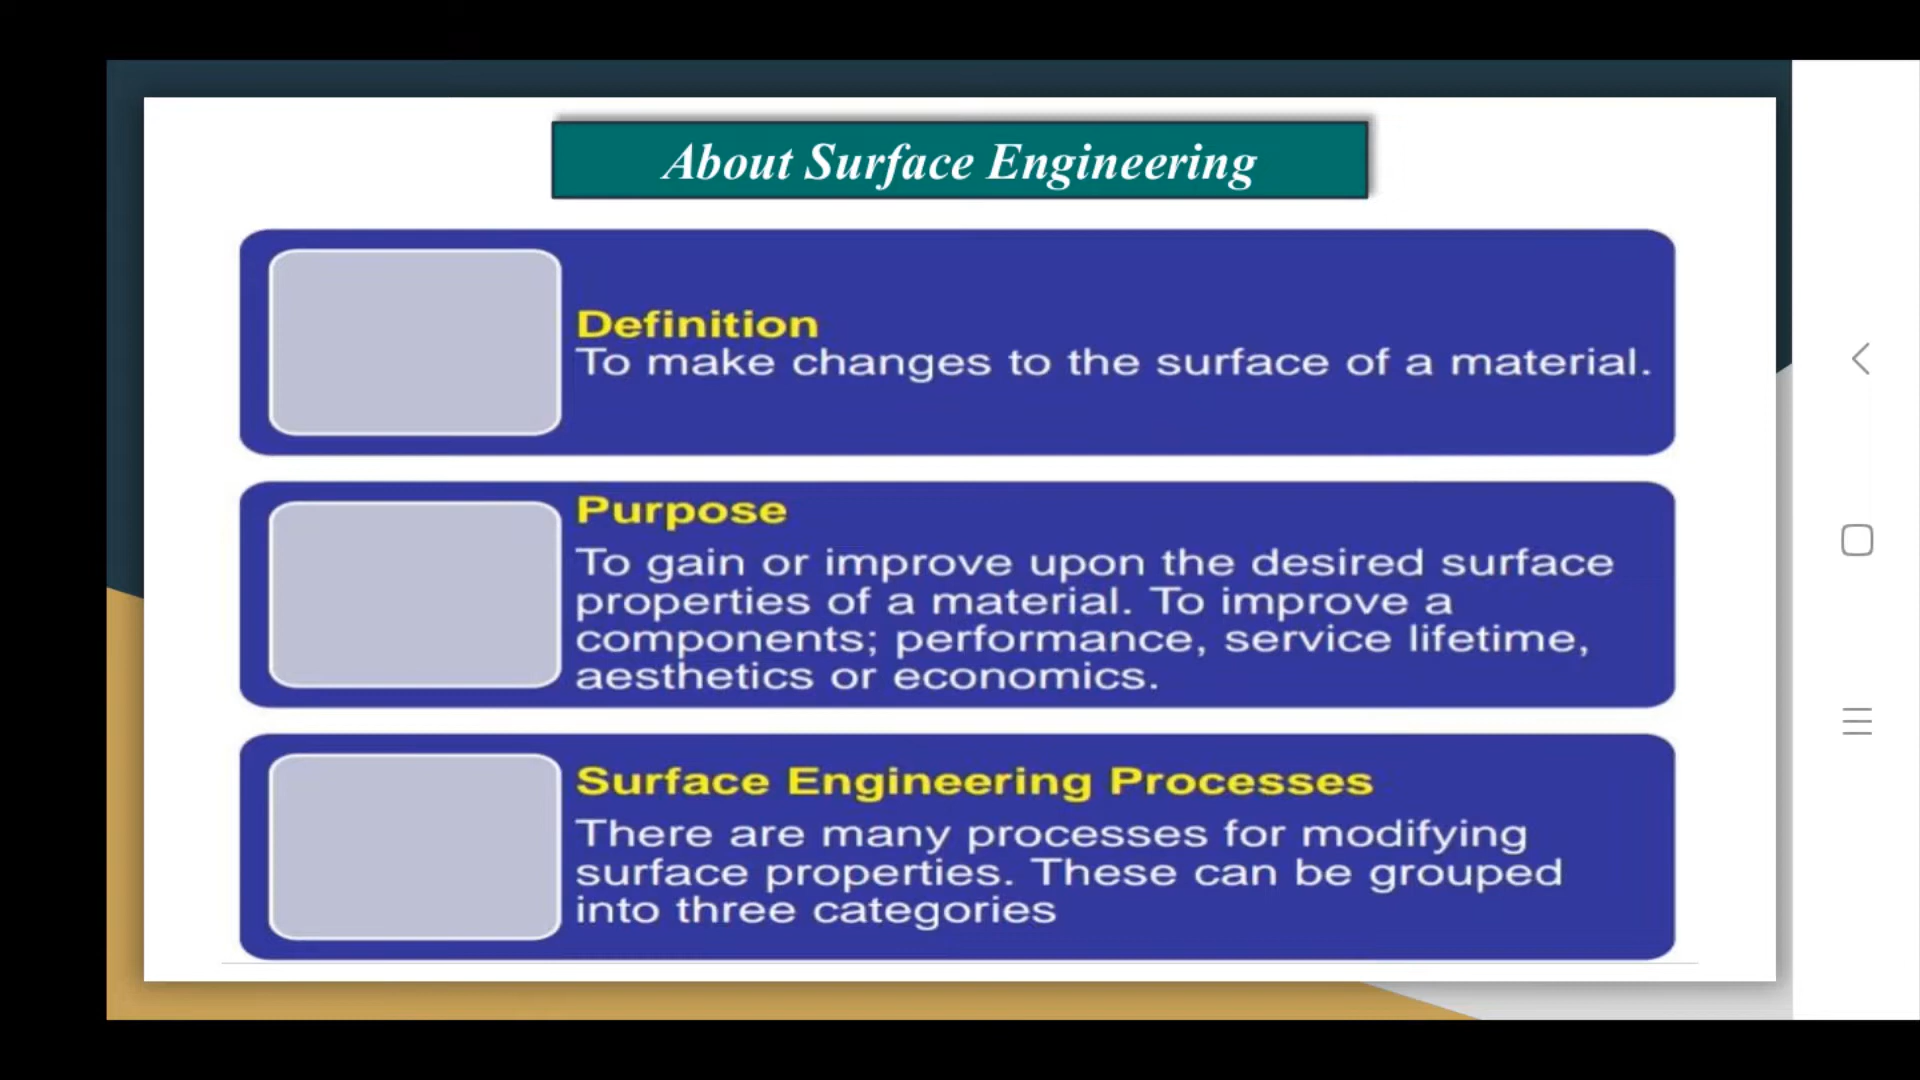 About Surface Engineering
Definition
To make changes to the surface of a material.
Purpose
To gain or improve upon the desired surface
properties of a material. To improve a
components; performance, service lifetime,
aesthetics or economics.
Surface Engineering Processes
There are many processes for modifying
surface properties. These can be grouped
into three categories